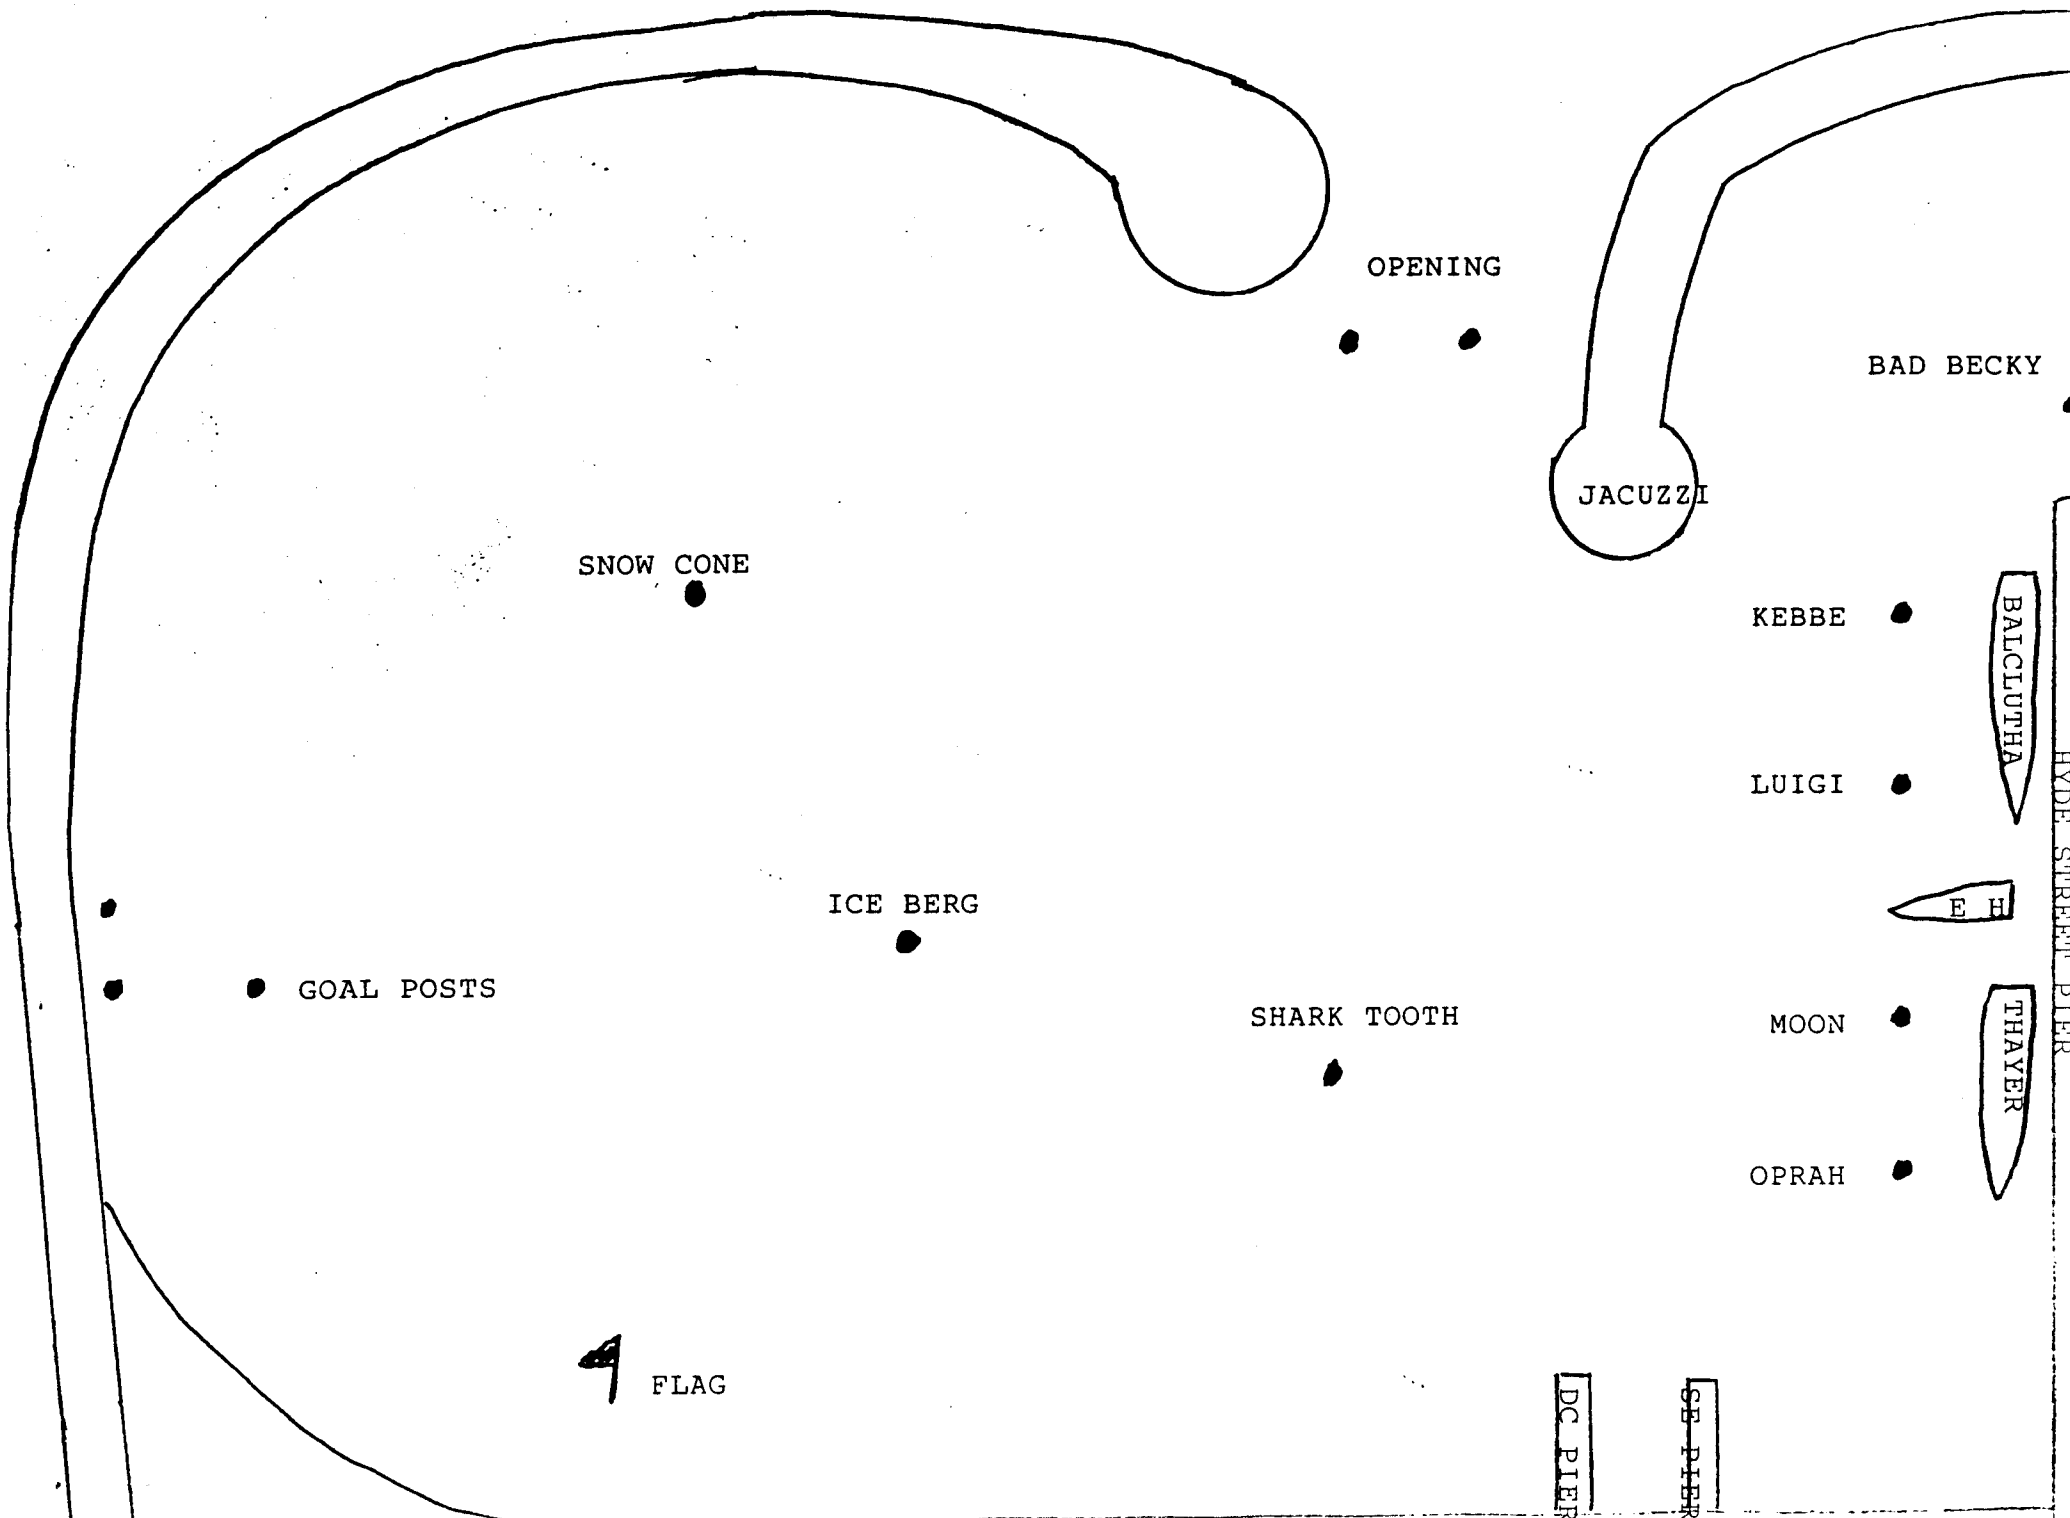 OPENING
BAD BECKY
JACUZZI
SNOW CONE
KEBBE
BALCLUTHA
LUIGI
HYDE STREET PIER
ICE BERG
E H
GOAL POSTS
SHARK TOOTH
MOON
THAYER
OPRAH
FLAG
DC PIER
SE PIER